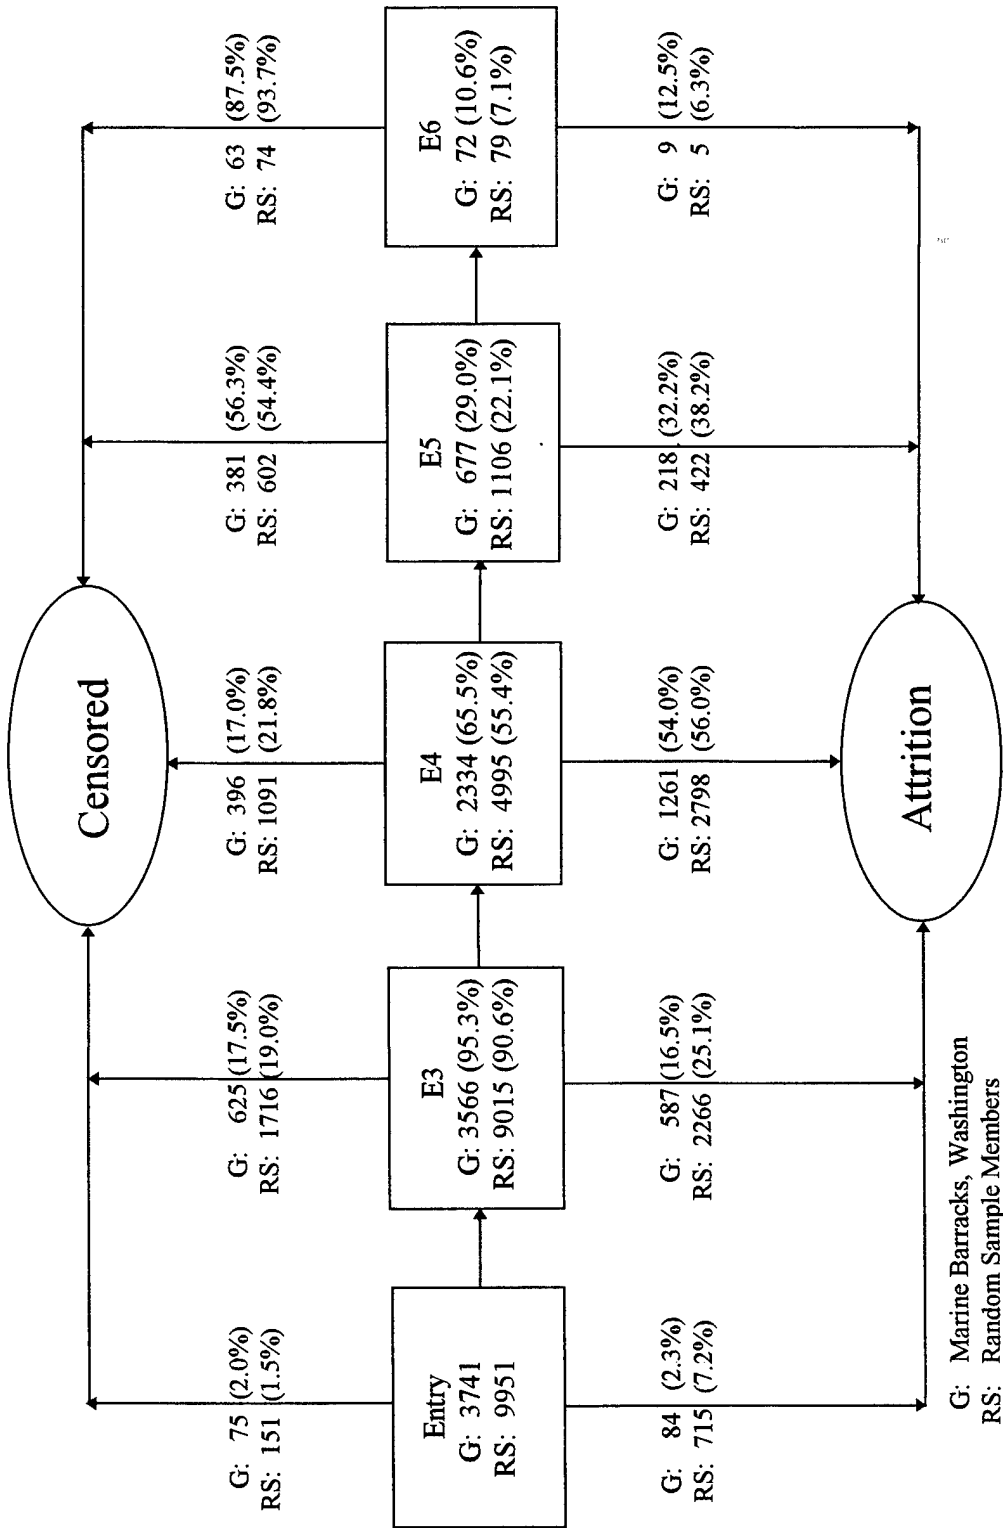 Censored
G: 75 (2.0%)
RS: 151 (1.5%)
G: 625 (17.5%)
RS: 1716 (19.0%)
G: 396 (17.0%)
RS: 1091 (21.8%)
G: 381 (56.3%)
RS: 602 (54.4%)
G: 63 (87.5%)
RS: 74 (93.7%)
Entry
G: 3741
RS: 9951
E3
G: 3566 (95.3%)
RS: 9015 (90.6%)
E4
G: 2334 (65.5%)
RS: 4995 (55.4%)
E5
G: 677 (29.0%)
RS: 1106 (22.1%)
E6
G: 72 (10.6%)
RS: 79 (7.1%)
G: 84 (2.3%)
RS: 715 (7.2%)
G: 587 (16.5%)
RS: 2266 (25.1%)
G: 1261 (54.0%)
RS: 2798 (56.0%)
G: 218 (32.2%)
RS: 422 (38.2%)
G: 9 (12.5%)
RS: 5 (6.3%)
Attrition
G: Marine Barracks, Washington
RS: Random Sample Members